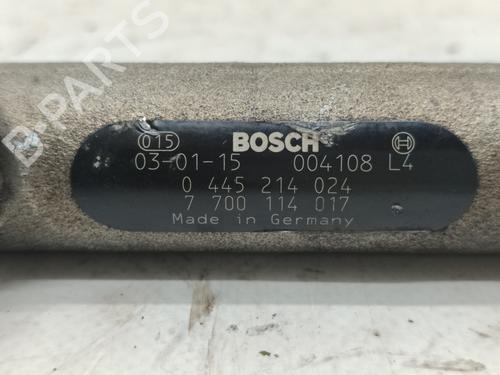 B-PARTS
015 BOSCH
03-01-15 004108 L4
0 445 214 024
7 700 114 017
Made in Germany